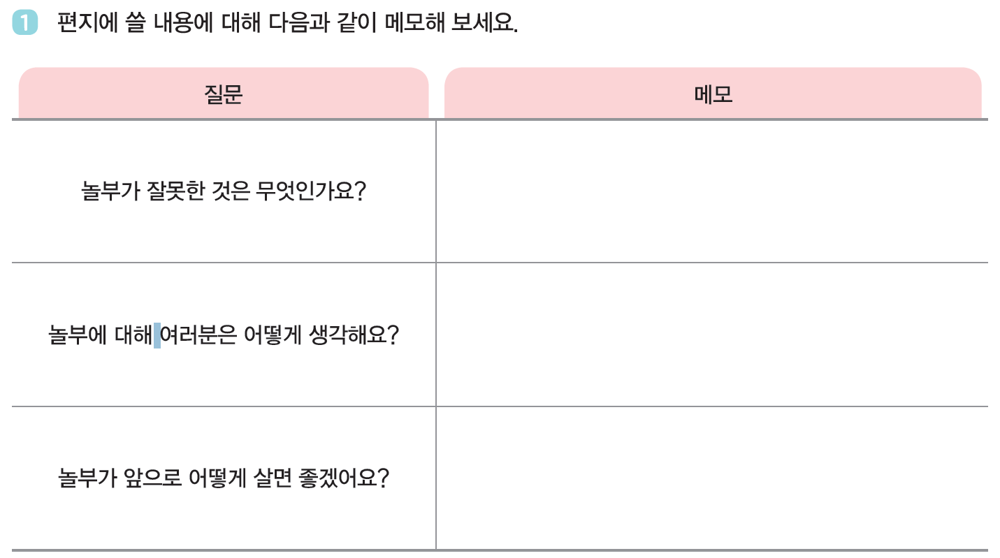 1 편지에 쓸 내용에 대해 다음과 같이 메모해 보세요.
질문 메모
놀부가 잘못한 것은 무엇인가요?
놀부에 대해 여러분은 어떻게 생각해요?
놀부가 앞으로 어떻게 살면 좋겠어요?